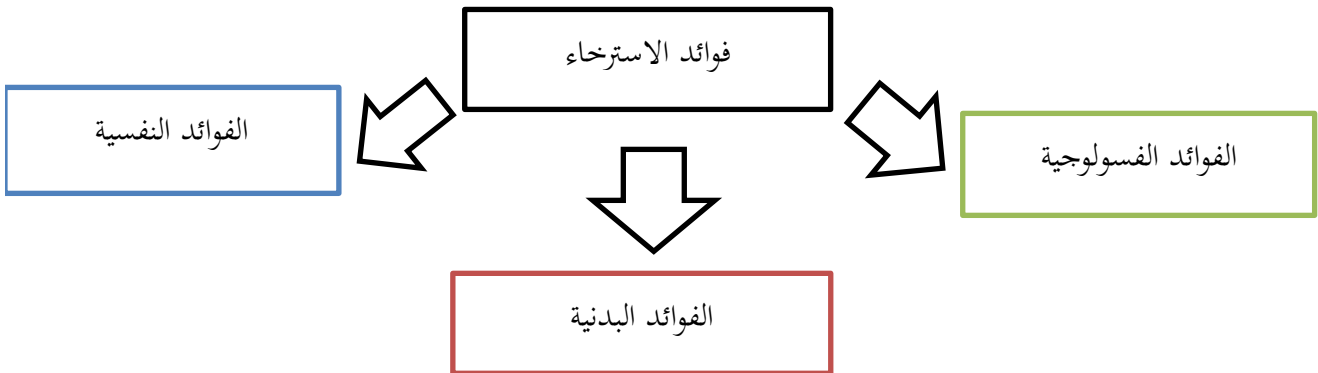 فوائد الاسترخاء
الفوائد الفسولوجية
الفوائد النفسية
الفوائد البدنية